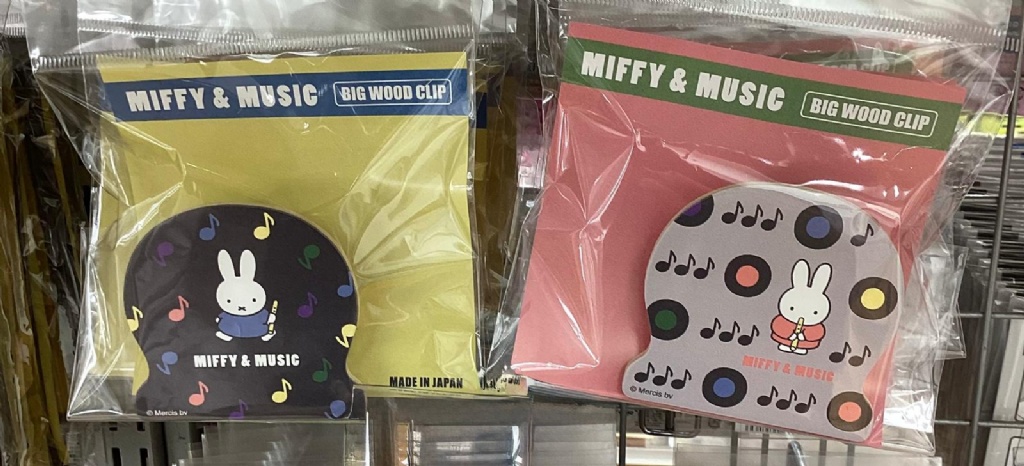 MIFFY & MUSIC BIG WOOD CLIP
MIFFY & MUSIC
© Mercis bv
MADE IN JAPAN
MIFFY & MUSIC BIG WOOD CLIP
MIFFY & MUSIC
© Mercis bv